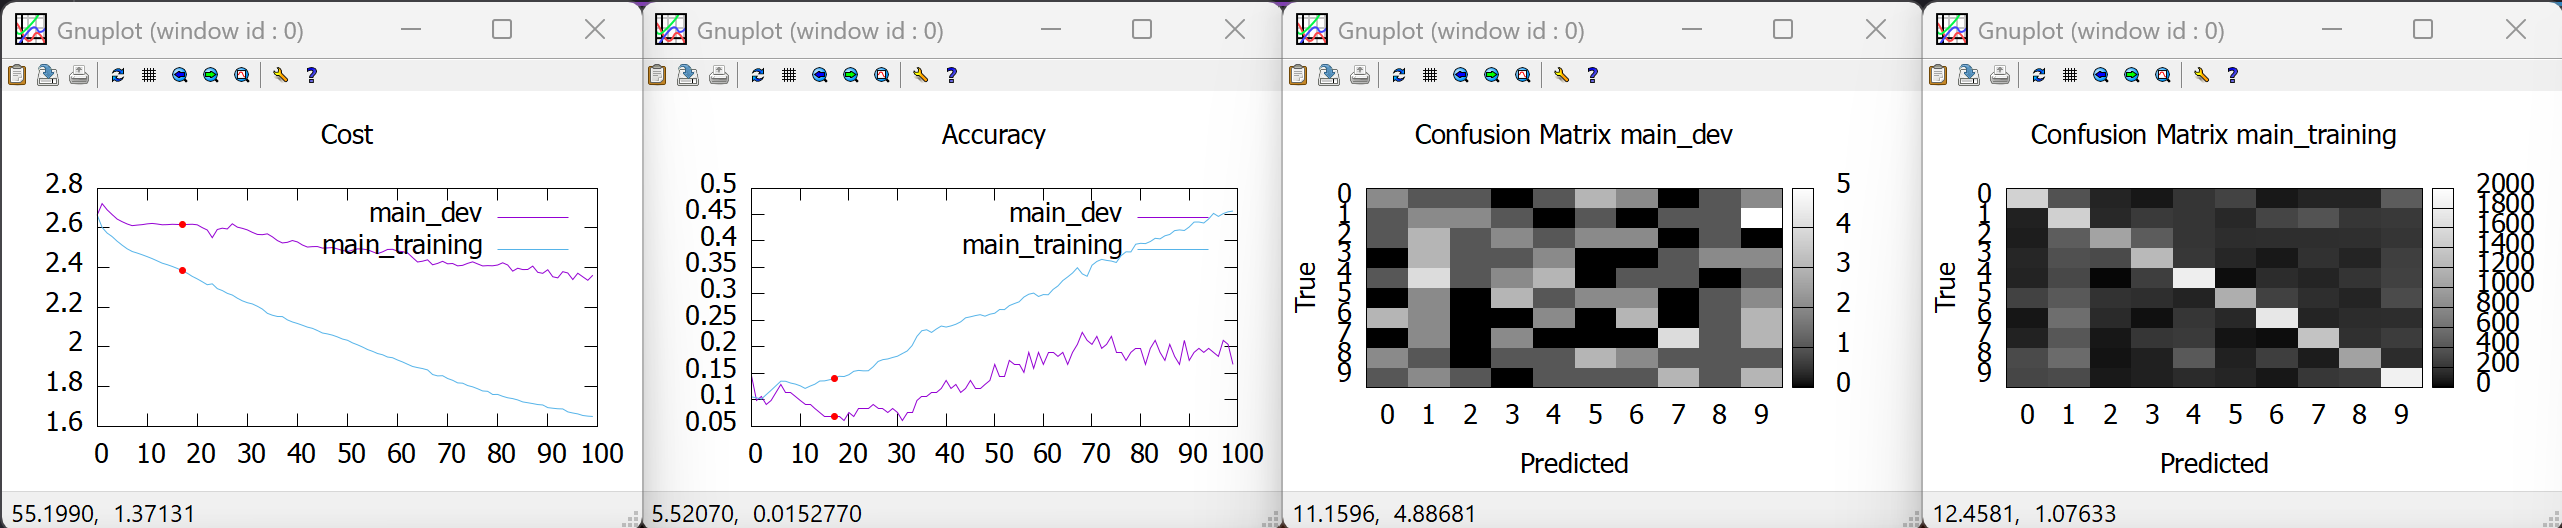 Gnuplot (window id : 0)
Cost
2.8
2.6
2.4
2.2
2
1.8
1.6
main_dev
main_training
0 10 20 30 40 50 60 70 80 90 100
55.1990, 1.37131
Gnuplot (window id : 0)
Accuracy
0.5
0.45
0.4
0.35
0.3
0.25
0.2
0.15
0.1
0.05
main_dev
main_training
0 10 20 30 40 50 60 70 80 90 100
5.52070, 0.0152770
Gnuplot (window id : 0)
Confusion Matrix main_dev
True
0
1
2
3
4
5
6
7
8
9
0 1 2 3 4 5 6 7 8 9
Predicted
5
4
3
2
1
0
11.1596, 4.88681
Gnuplot (window id : 0)
Confusion Matrix main_training
True
0
1
2
3
4
5
6
7
8
9
0 1 2 3 4 5 6 7 8 9
Predicted
2000
1800
1600
1400
1200
1000
800
600
400
200
0
12.4581, 1.07633